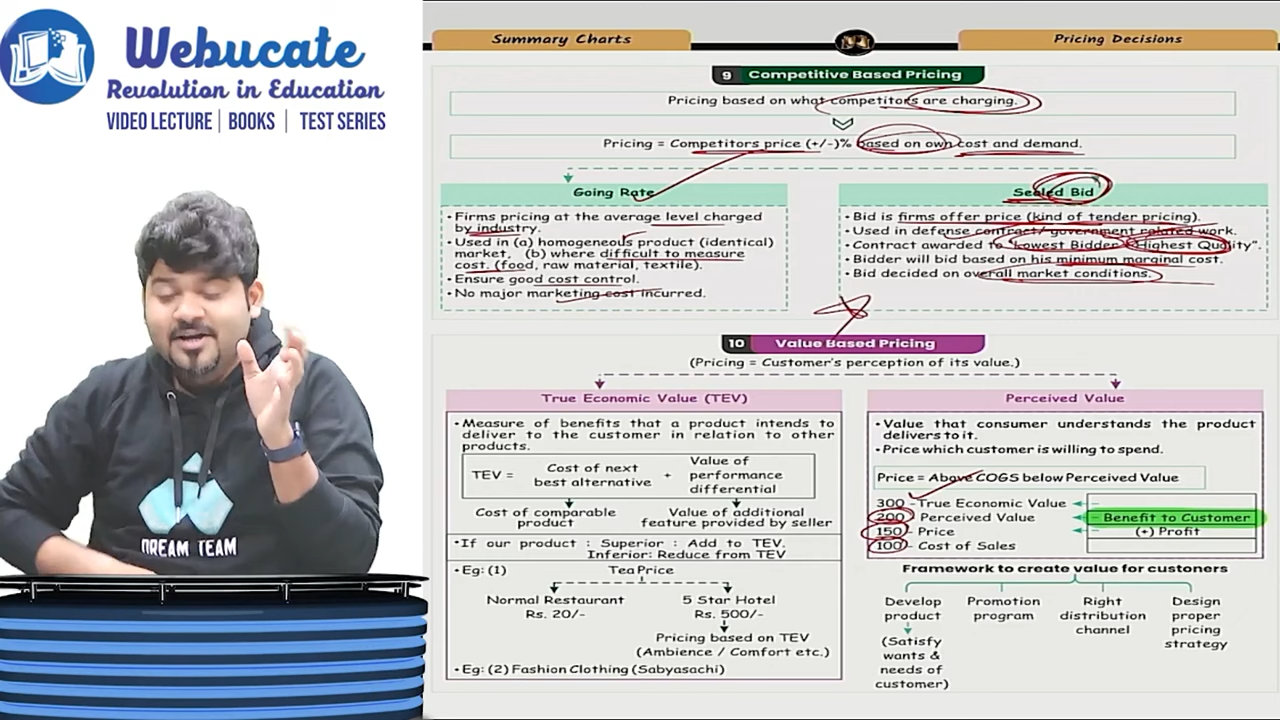 Webucate
Revolution in Education
VIDEO LECTURE | BOOKS | TEST SERIES
Summary Charts
Pricing Decisions
9 Competitive Based Pricing
Pricing based on what competitors are charging.
Pricing = Competitors price (+/-)% based on own cost and demand.
Going Rate
• Firms pricing at the average level charged
by industry.
• Used in (a) homogeneous product (identical)
market, (b) where difficult to measure
cost. (food, raw material, textile).
• Ensure good cost control.
• No major marketing cost incurred.
Sealed Bid
• Bid is firms offer price (kind of tender pricing).
• Used in defense contract/ government related work.
• Contract awarded to "Lowest Bidder Highest Quality".
• Bidder will bid based on his minimum marginal cost.
• Bid decided on overall market conditions.
10 Value Based Pricing
(Pricing = Customer's perception of its value.)
True Economic Value (TEV)
• Measure of benefits that a product intends to
deliver to the customer in relation to other
products.
TEV = Cost of next best alternative + Value of performance differential
Cost of comparable product
Value of additional feature provided by seller
• If our product : Superior : Add to TEV.
Inferior: Reduce from TEV
• Eg: (1) Tea Price
Normal Restaurant
Rs. 20/-
5 Star Hotel
Rs. 500/-
Pricing based on TEV
(Ambience / Comfort etc.)
• Eg: (2) Fashion Clothing (Sabyasachi)
Perceived Value
• Value that consumer understands the product
delivers to it.
• Price which customer is willing to spend.
Price = Above COGS below Perceived Value
300 - True Economic Value
200 - Perceived Value
Benefit to Customer
150 - Price
(+) Profit
100 - Cost of Sales
Framework to create value for custoners
Develop product
(Satisfy wants & needs of customer)
Promotion program
Right distribution channel
Design proper pricing strategy
DREAM TEAM